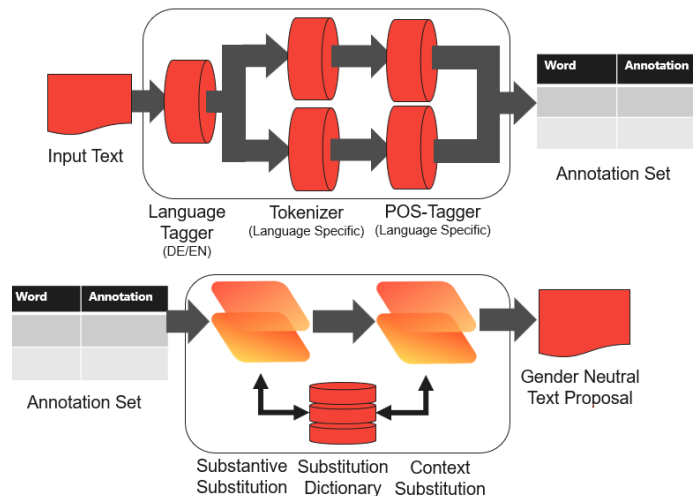 Word Annotation
Input Text
Annotation Set
Language
Tagger
(DE/EN)
Tokenizer
(Language Specific)
POS-Tagger
(Language Specific)
Word Annotation
Annotation Set
Gender Neutral
Text Proposal
Substantive
Substitution
Substitution
Dictionary
Context
Substitution